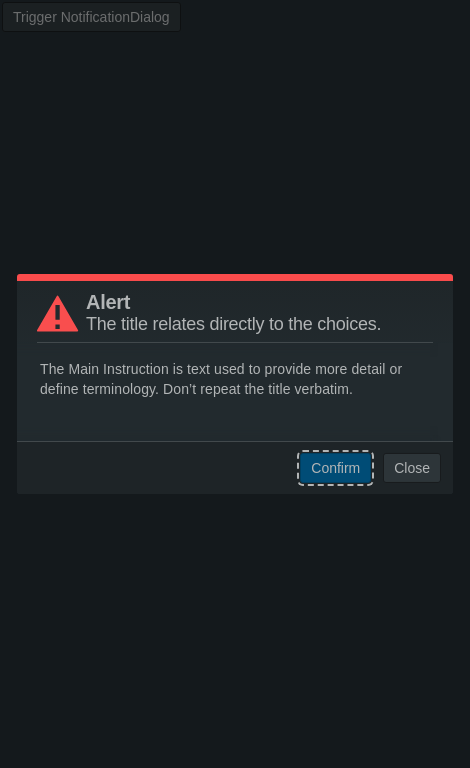 Trigger NotificationDialog
Alert
The title relates directly to the choices.
The Main Instruction is text used to provide more detail or
define terminology. Don’t repeat the title verbatim.
Confirm
Close